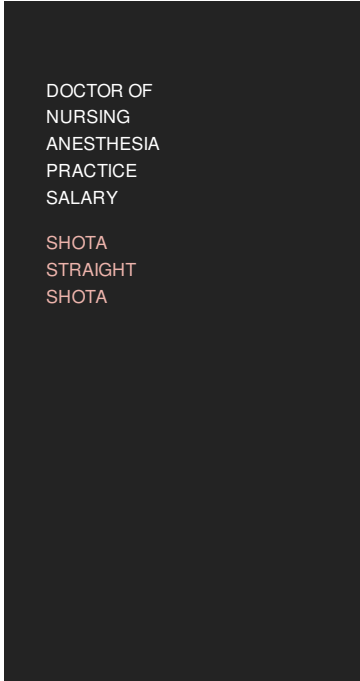 DOCTOR OF
NURSING
ANESTHESIA
PRACTICE
SALARY
SHOTA
STRAIGHT
SHOTA